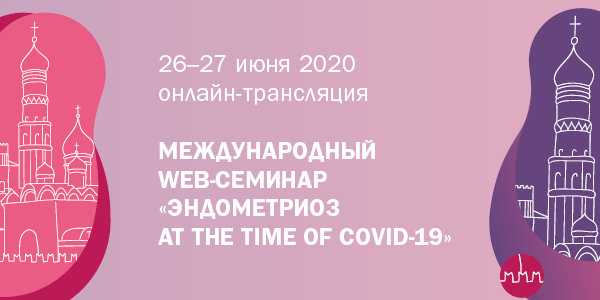 26–27 июня 2020
онлайн-трансляция
МЕЖДУНАРОДНЫЙ
WEB-СЕМИНАР
«ЭНДОМЕТРИОЗ
AT THE TIME OF COVID-19»